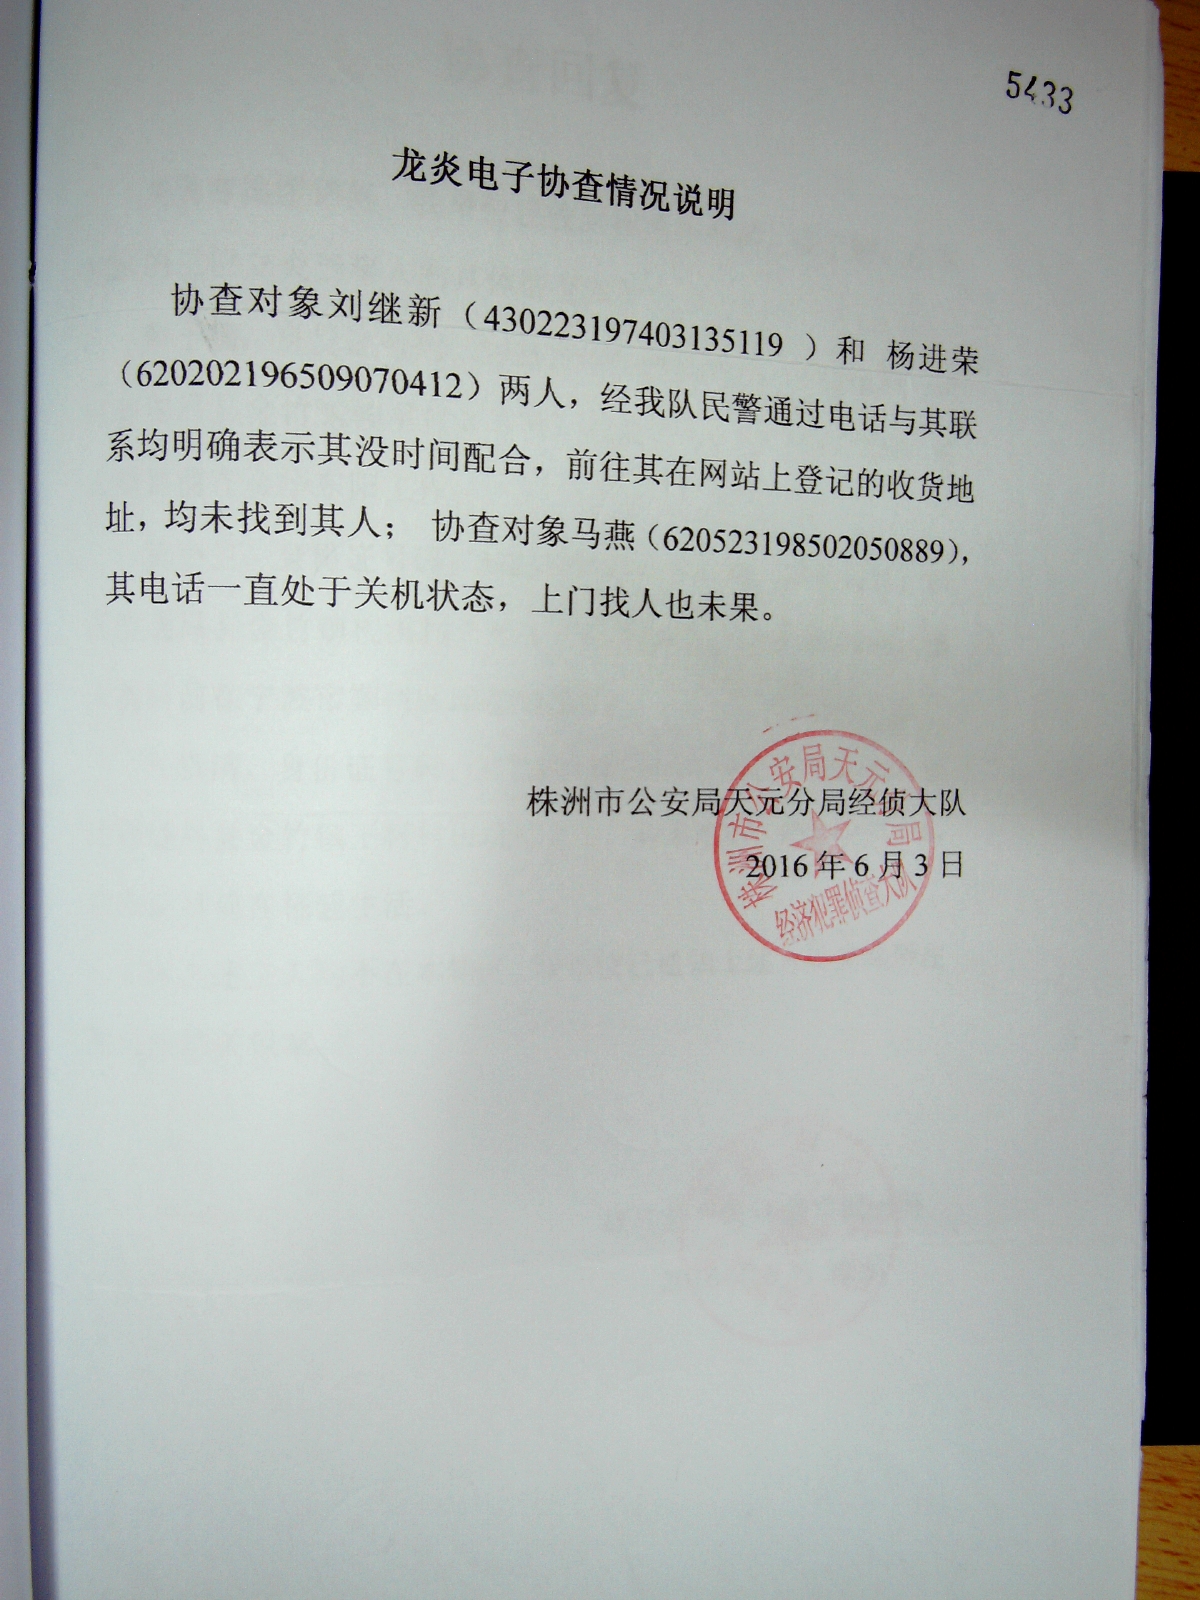 5433
龙炎电子协查情况说明
协查对象刘继新（430223197403135119 ）和 杨进荣
（620202196509070412）两人，经我队民警通过电话与其联
系均明确表示其没时间配合，前往其在网站上登记的收货地
址，均未找到其人； 协查对象马燕（620523198502050889），
其电话一直处于关机状态，上门找人也未果。
株洲市公安局天元分局经侦大队
2016 年 6 月 3 日
株洲市公安局天元分局
经济犯罪侦查大队